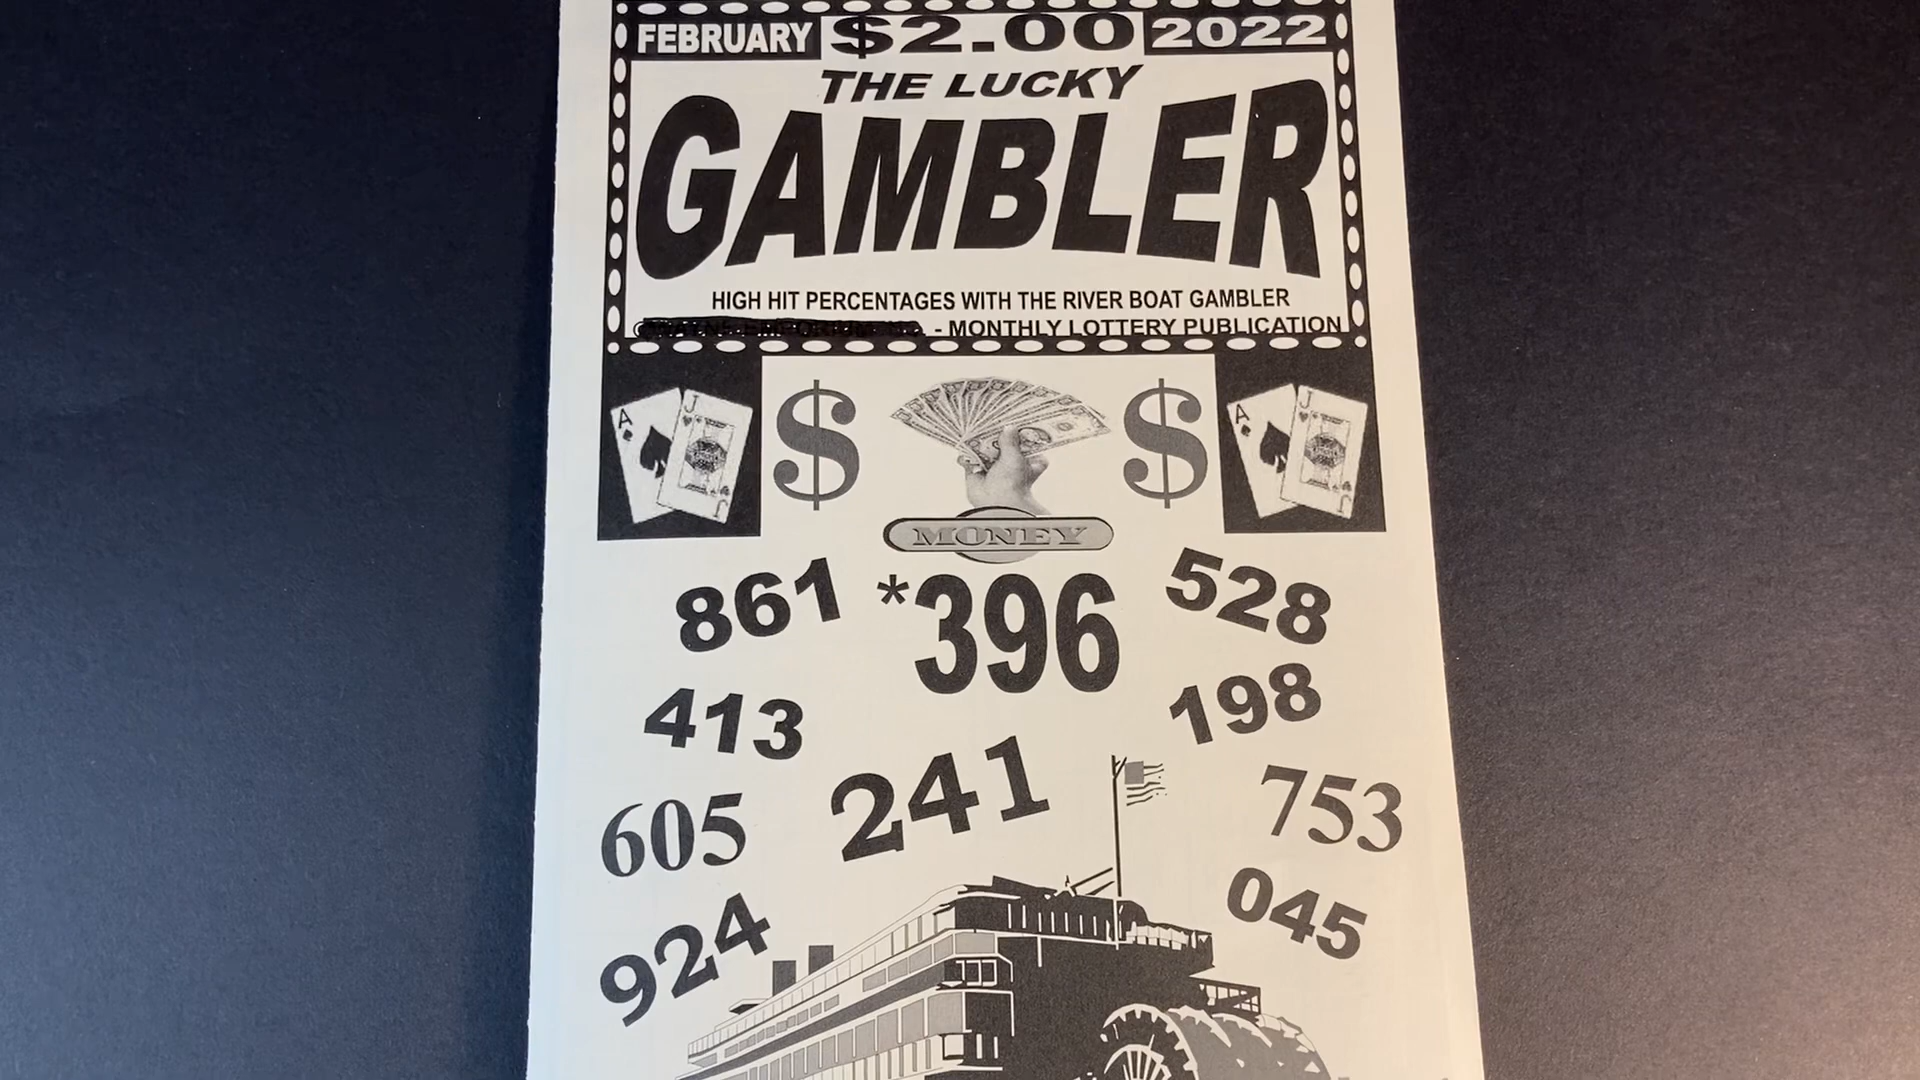 FEBRUARY $2.00 2022
THE LUCKY
GAMBLER
HIGH HIT PERCENTAGES WITH THE RIVER BOAT GAMBLER
- MONTHLY LOTTERY PUBLICATION
A J $ $ A J
MONEY
861 *396 528
413 198
241
605 753
924 045